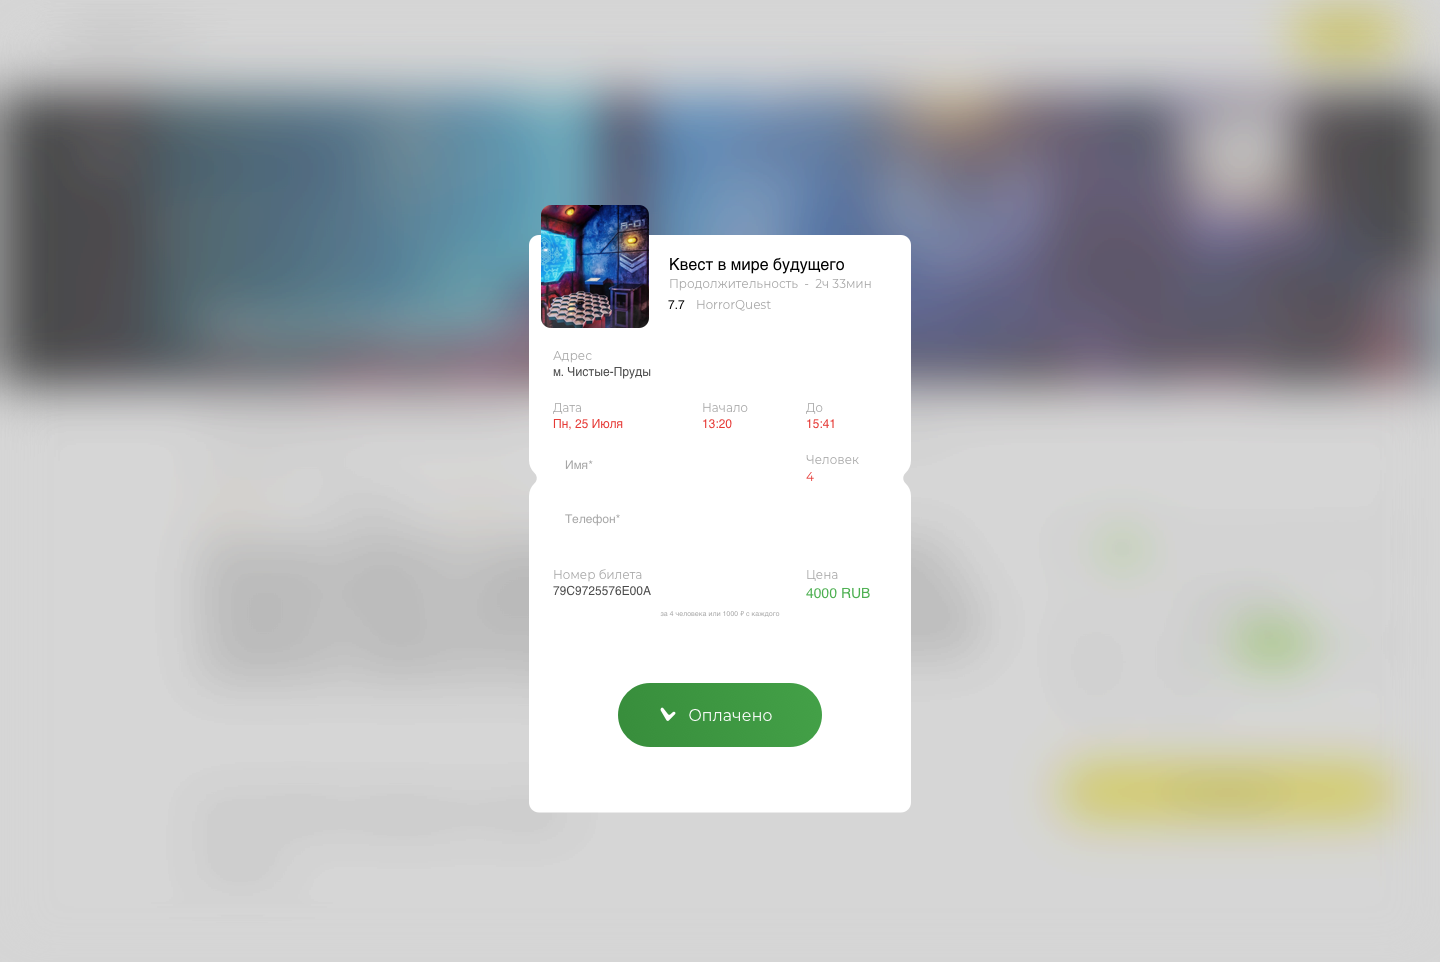 R-01
Квест в мире будущего
Продолжительность - 2ч 33мин
7.7 HorrorQuest
Адрес
м. Чистые-Пруды
Дата Начало До
Пн, 25 Июля 13:20 15:41
Имя* Человек
4
Телефон*
Номер билета Цена
79C9725576E00A 4000 RUB
за 4 человека или 1000 ₽ с каждого
Оплачено